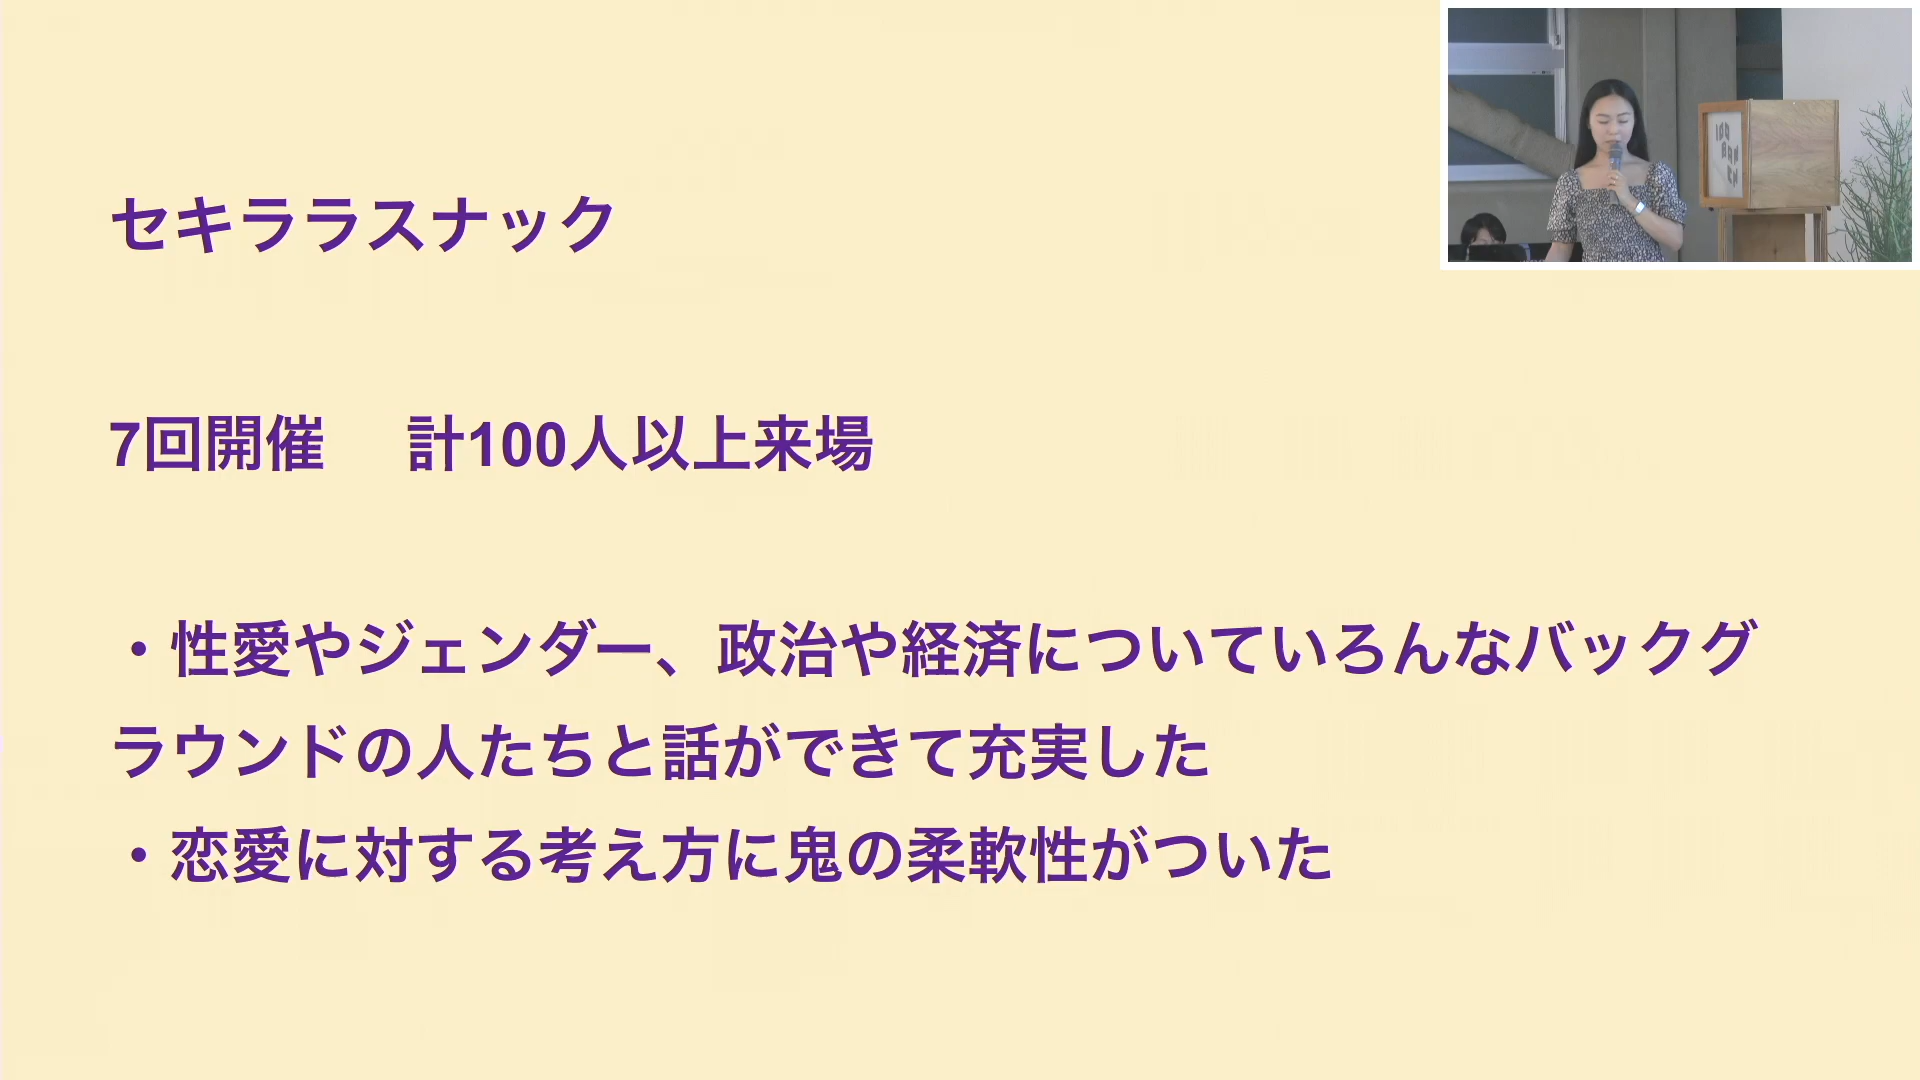 セキララスナック
7回開催　計100人以上来場
・性愛やジェンダー、政治や経済についていろんなバックグ
ラウンドの人たちと話ができて充実した
・恋愛に対する考え方に鬼の柔軟性がついた
100
BAN
CH